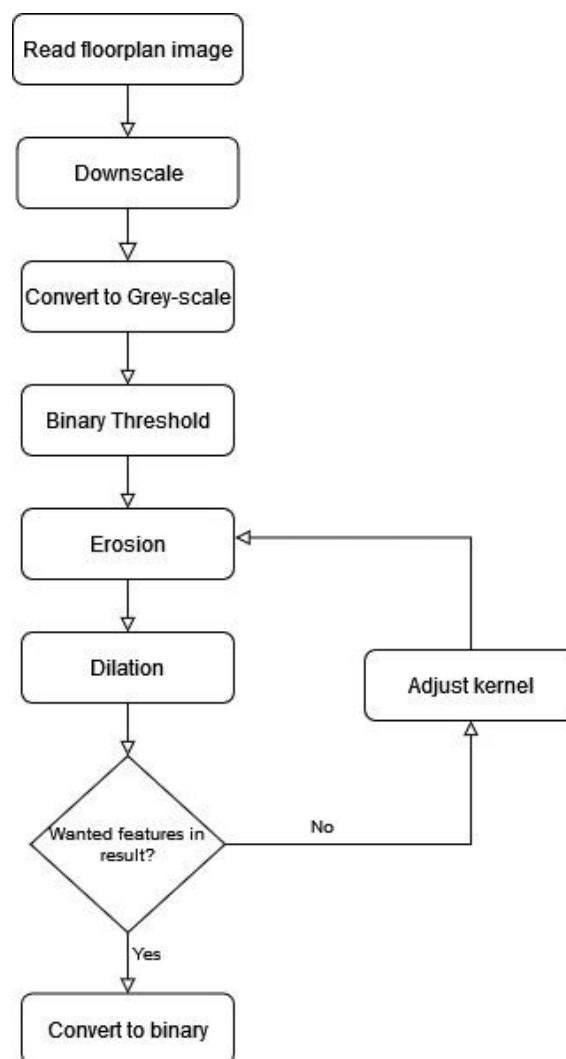 Read floorplan image
Downscale
Convert to Grey-scale
Binary Threshold
Erosion
Dilation
Adjust kernel
Wanted features in
result?
No
Yes
Convert to binary